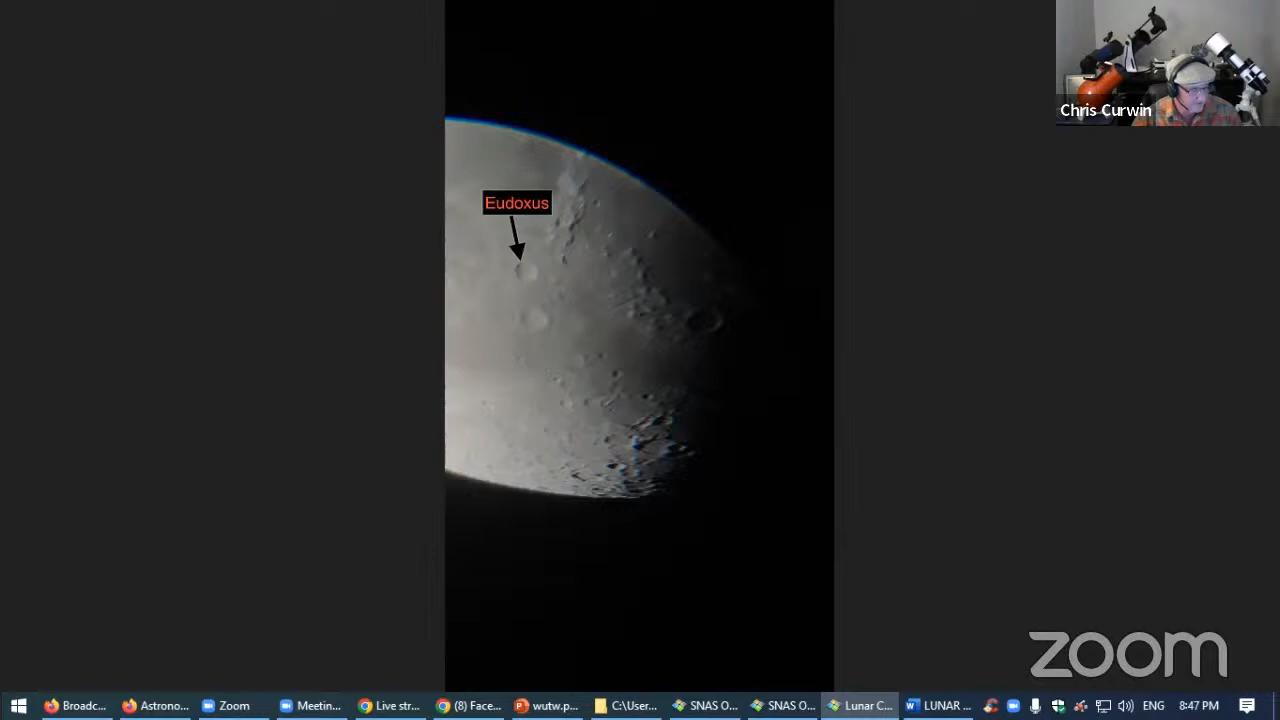 Chris Curwin
Eudoxus
zoom
Broadc... Astrono... Zoom Meetin... Live str... (8) Face... wutw.p... C:\User... SNAS O... SNAS O... Lunar C... LUNAR ... ENG 8:47 PM